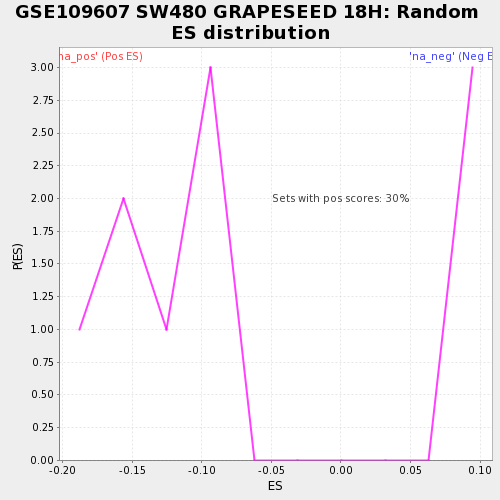 GSE109607 SW480 GRAPESEED 18H: Random
ES distribution
na_pos' (Pos ES)
'na_neg' (Neg E
3.00
2.75
2.50
2.25
2.00
1.75
1.50
1.25
1.00
0.75
0.50
0.25
0.00
P(ES)
Sets with pos scores: 30%
-0.20
-0.15
-0.10
-0.05
0.00
0.05
0.10
ES